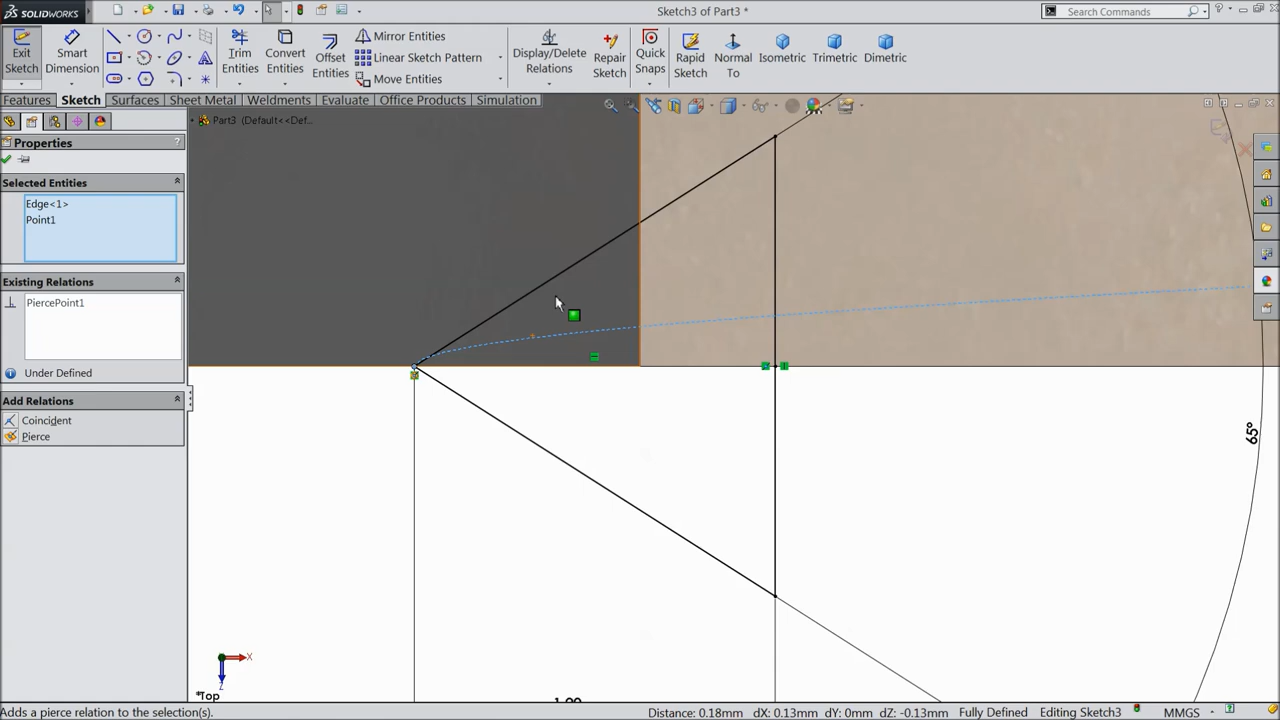 SOLIDWORKS
Sketch3 of Part3 *
Search Commands
Exit Sketch
Smart Dimension
Trim Entities
Convert Entities
Offset Entities
Mirror Entities
Linear Sketch Pattern
Move Entities
Display/Delete Relations
Repair Sketch
Quick Snaps
Rapid Sketch
Normal To
Isometric
Trimetric
Dimetric
Features
Sketch
Surfaces
Sheet Metal
Weldments
Evaluate
Office Products
Simulation
Part3 (Default<<Def...
Properties
?
Selected Entities
Edge<1>
Point1
Existing Relations
PiercePoint1
Under Defined
Add Relations
Coincident
Pierce
65°
X
Z
*Top
1.00
Adds a pierce relation to the selection(s).
Distance: 0.18mm dX: 0.13mm dY: 0mm dZ: -0.13mm Fully Defined Editing Sketch3 MMGS